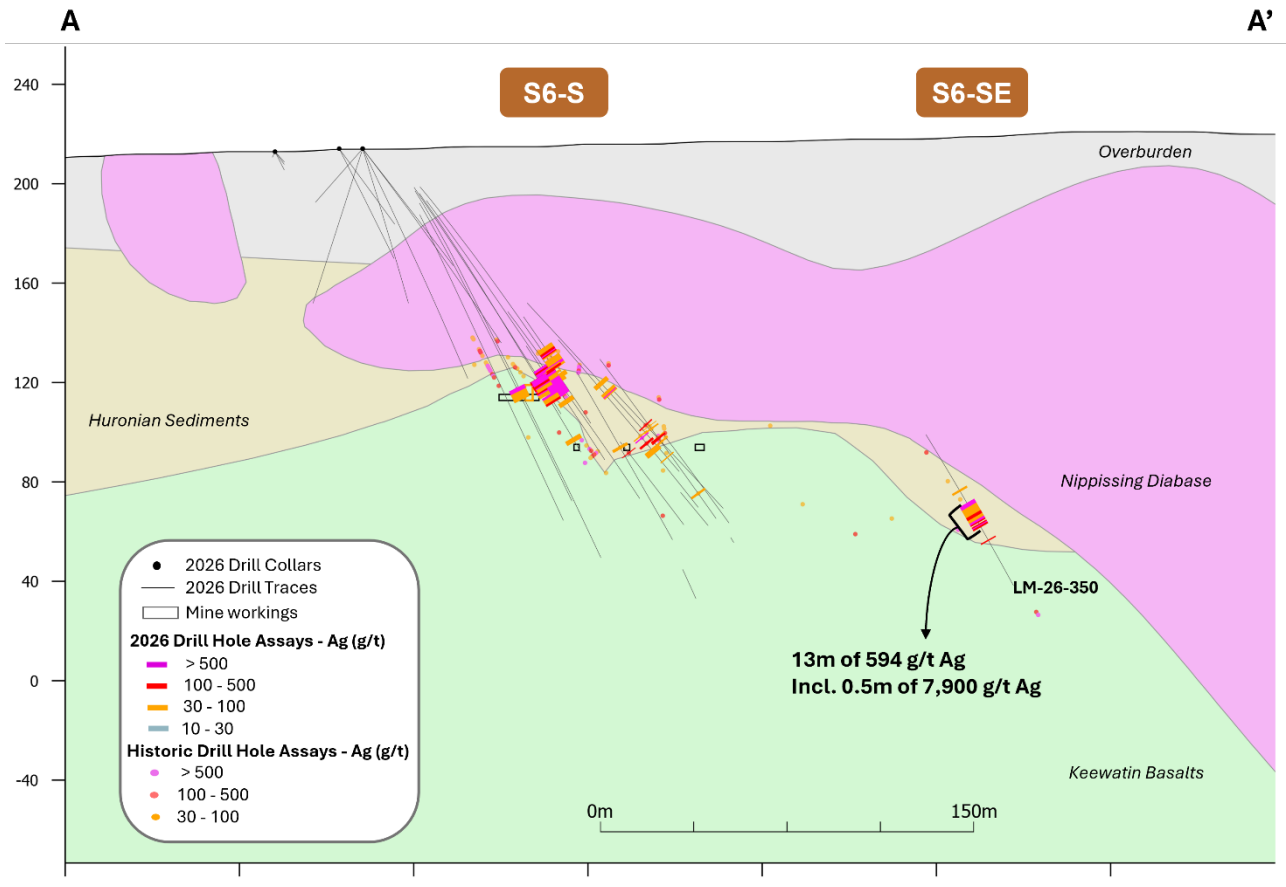 A
A’
S6-S
S6-SE
240
200
160
120
80
40
0
-40
Overburden
Huronian Sediments
Nippissing Diabase
LM-26-350
13m of 594 g/t Ag
Incl. 0.5m of 7,900 g/t Ag
Keewatin Basalts
2026 Drill Collars
2026 Drill Traces
Mine workings
2026 Drill Hole Assays - Ag (g/t)
> 500
100 - 500
30 - 100
10 - 30
Historic Drill Hole Assays - Ag (g/t)
> 500
100 - 500
30 - 100
0m
150m